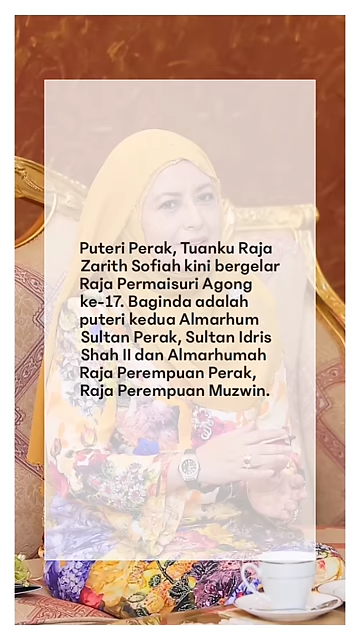 Puteri Perak, Tuanku Raja
Zarith Sofiah kini bergelar
Raja Permaisuri Agong
ke-17. Baginda adalah
puteri kedua Almarhum
Sultan Perak, Sultan Idris
Shah II dan Almarhumah
Raja Perempuan Perak,
Raja Perempuan Muzwin.